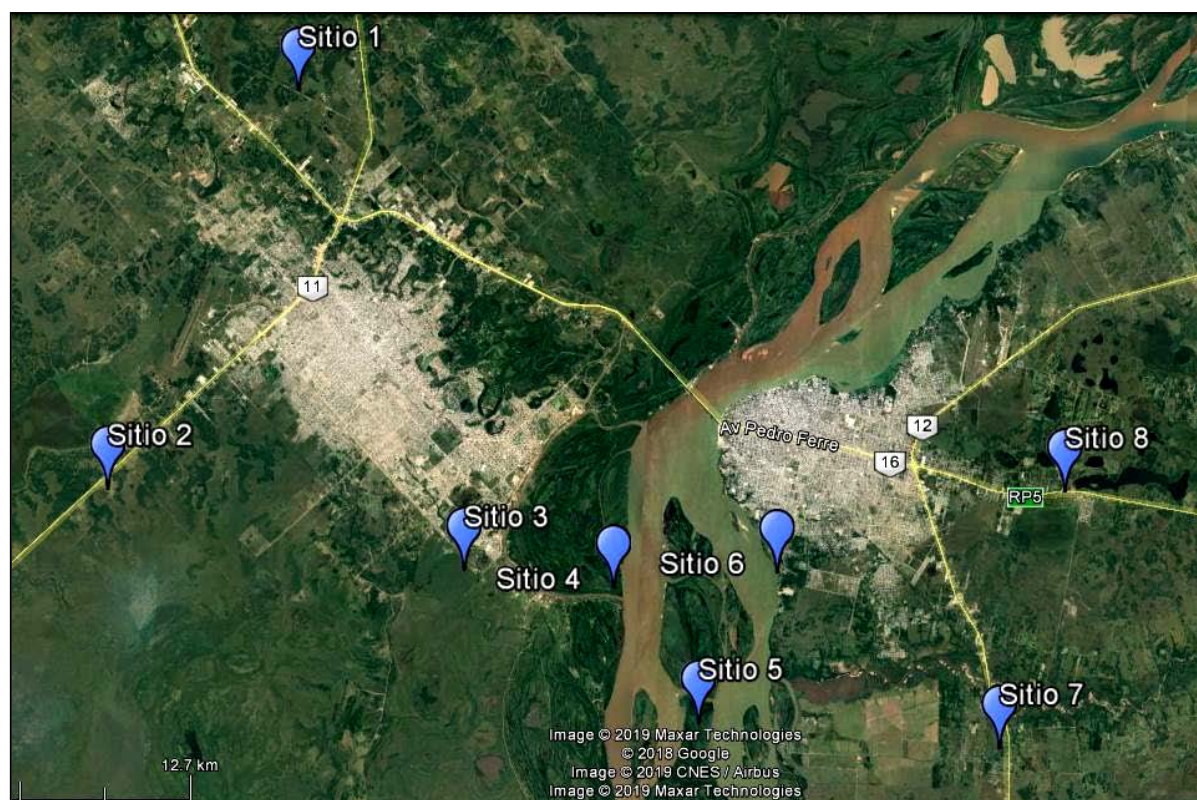 Sitio 1
11
Sitio 2
Av Pedro Ferre
12
16
Sitio 8
RP5
Sitio 3
Sitio 4
Sitio 6
Sitio 5
Sitio 7
Image © 2019 Maxar Technologies
© 2018 Google
Image © 2019 CNES / Airbus
Image © 2019 Maxar Technologies
12.7 km